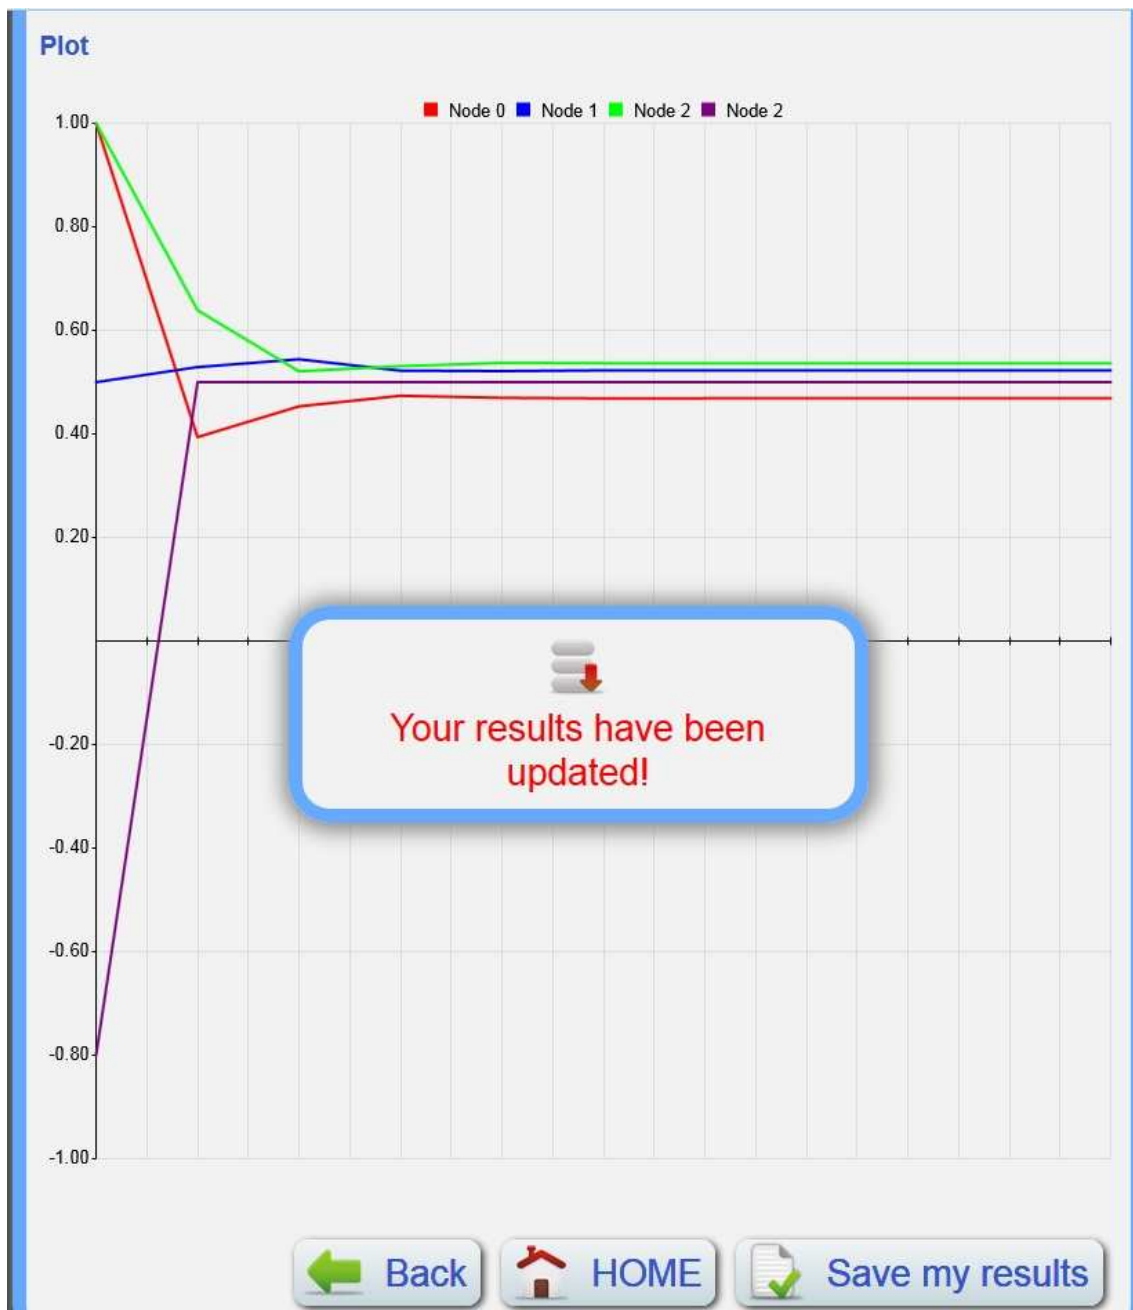 Plot
Node 0 Node 1 Node 2 Node 2
1.00
0.80
0.60
0.40
0.20
-0.20
-0.40
-0.60
-0.80
-1.00
Your results have been
updated!
Back HOME Save my results